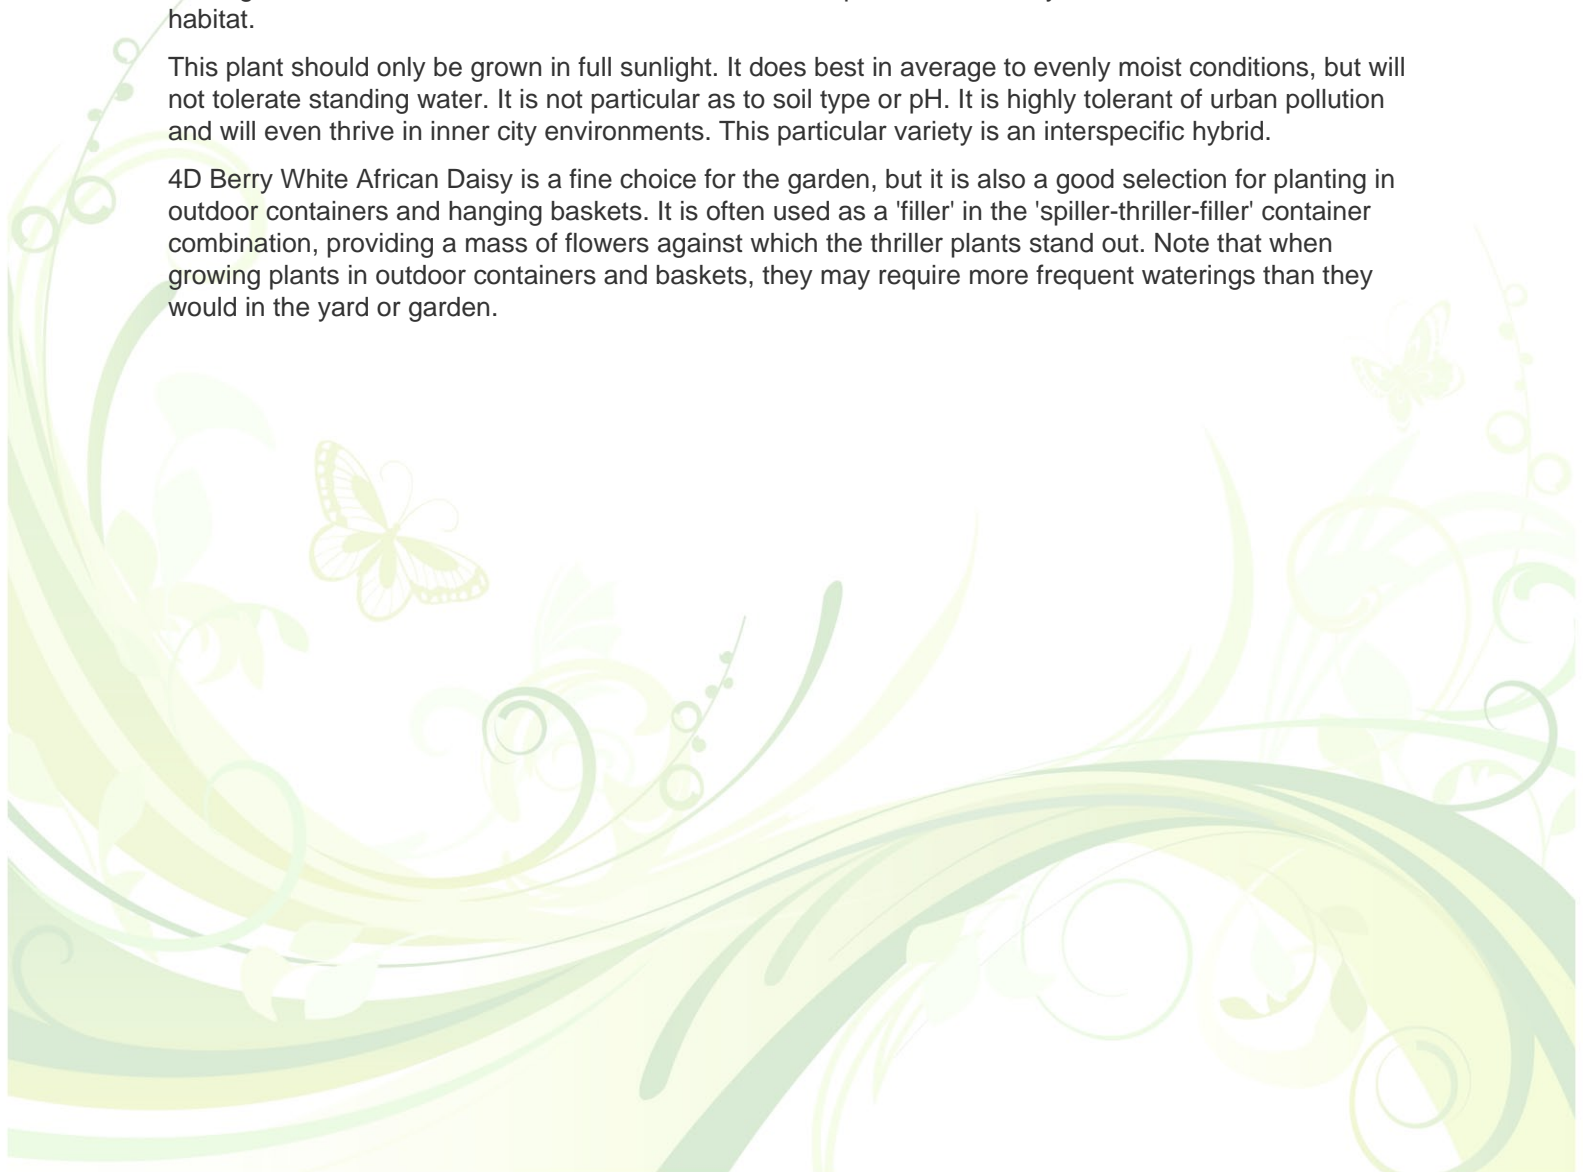 habitat.
This plant should only be grown in full sunlight. It does best in average to evenly moist conditions, but will
not tolerate standing water. It is not particular as to soil type or pH. It is highly tolerant of urban pollution
and will even thrive in inner city environments. This particular variety is an interspecific hybrid.
4D Berry White African Daisy is a fine choice for the garden, but it is also a good selection for planting in
outdoor containers and hanging baskets. It is often used as a 'filler' in the 'spiller-thriller-filler' container
combination, providing a mass of flowers against which the thriller plants stand out. Note that when
growing plants in outdoor containers and baskets, they may require more frequent waterings than they
would in the yard or garden.